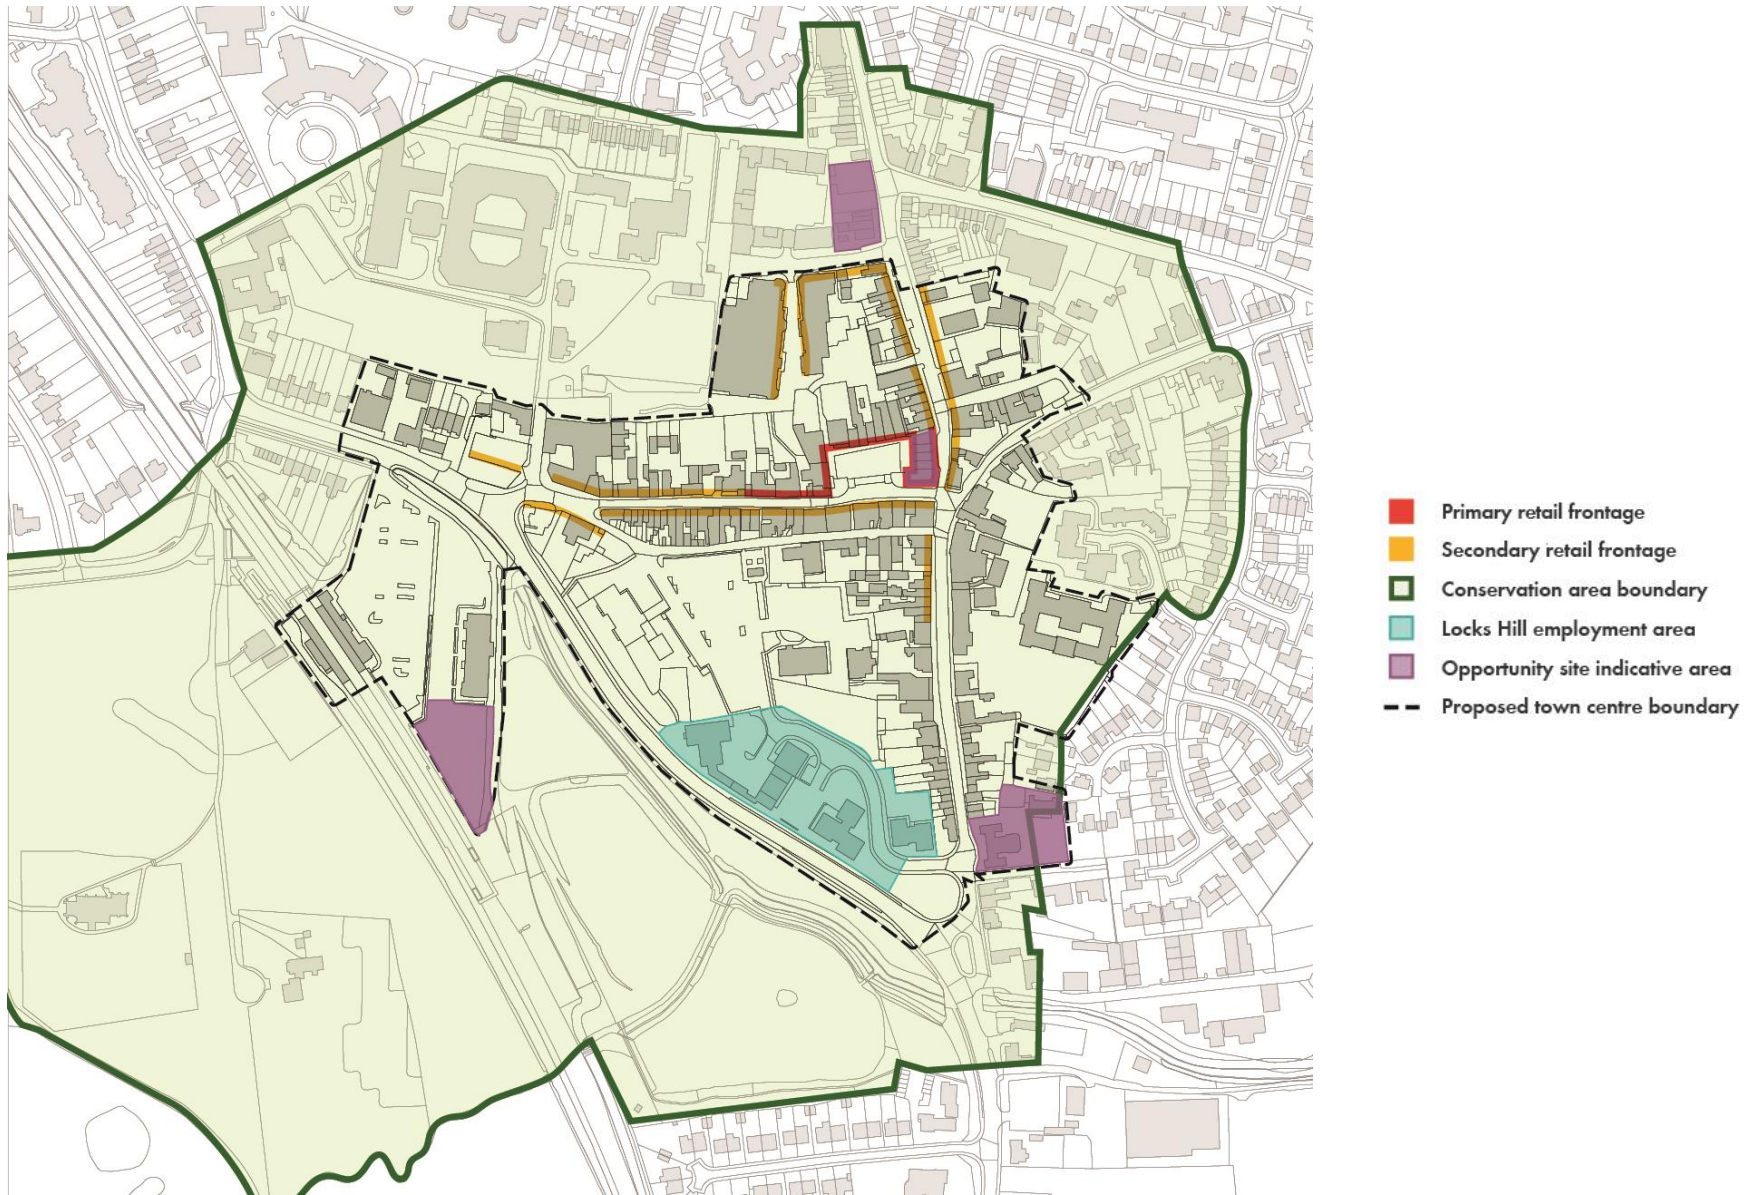 Primary retail frontage
Secondary retail frontage
Conservation area boundary
Locks Hill employment area
Opportunity site indicative area
Proposed town centre boundary